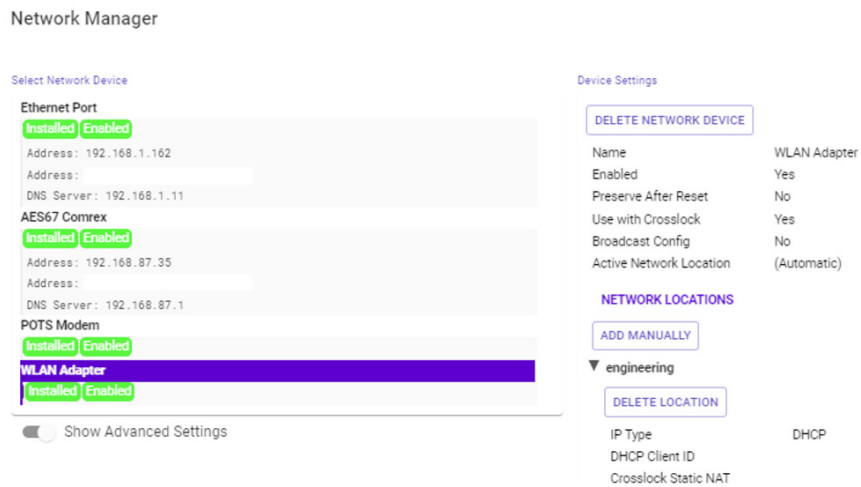 Network Manager
Select Network Device
Ethernet Port
Installed Enabled
Address: 192.168.1.162
Address:
DNS Server: 192.168.1.11
AES67 Comrex
Installed Enabled
Address: 192.168.87.35
Address:
DNS Server: 192.168.87.1
POTS Modem
Installed Enabled
WLAN Adapter
Installed Enabled
Show Advanced Settings
Device Settings
DELETE NETWORK DEVICE
Name WLAN Adapter
Enabled Yes
Preserve After Reset No
Use with Crosslock Yes
Broadcast Config No
Active Network Location (Automatic)
NETWORK LOCATIONS
ADD MANUALLY
engineering
DELETE LOCATION
IP Type DHCP
DHCP Client ID
Crosslock Static NAT